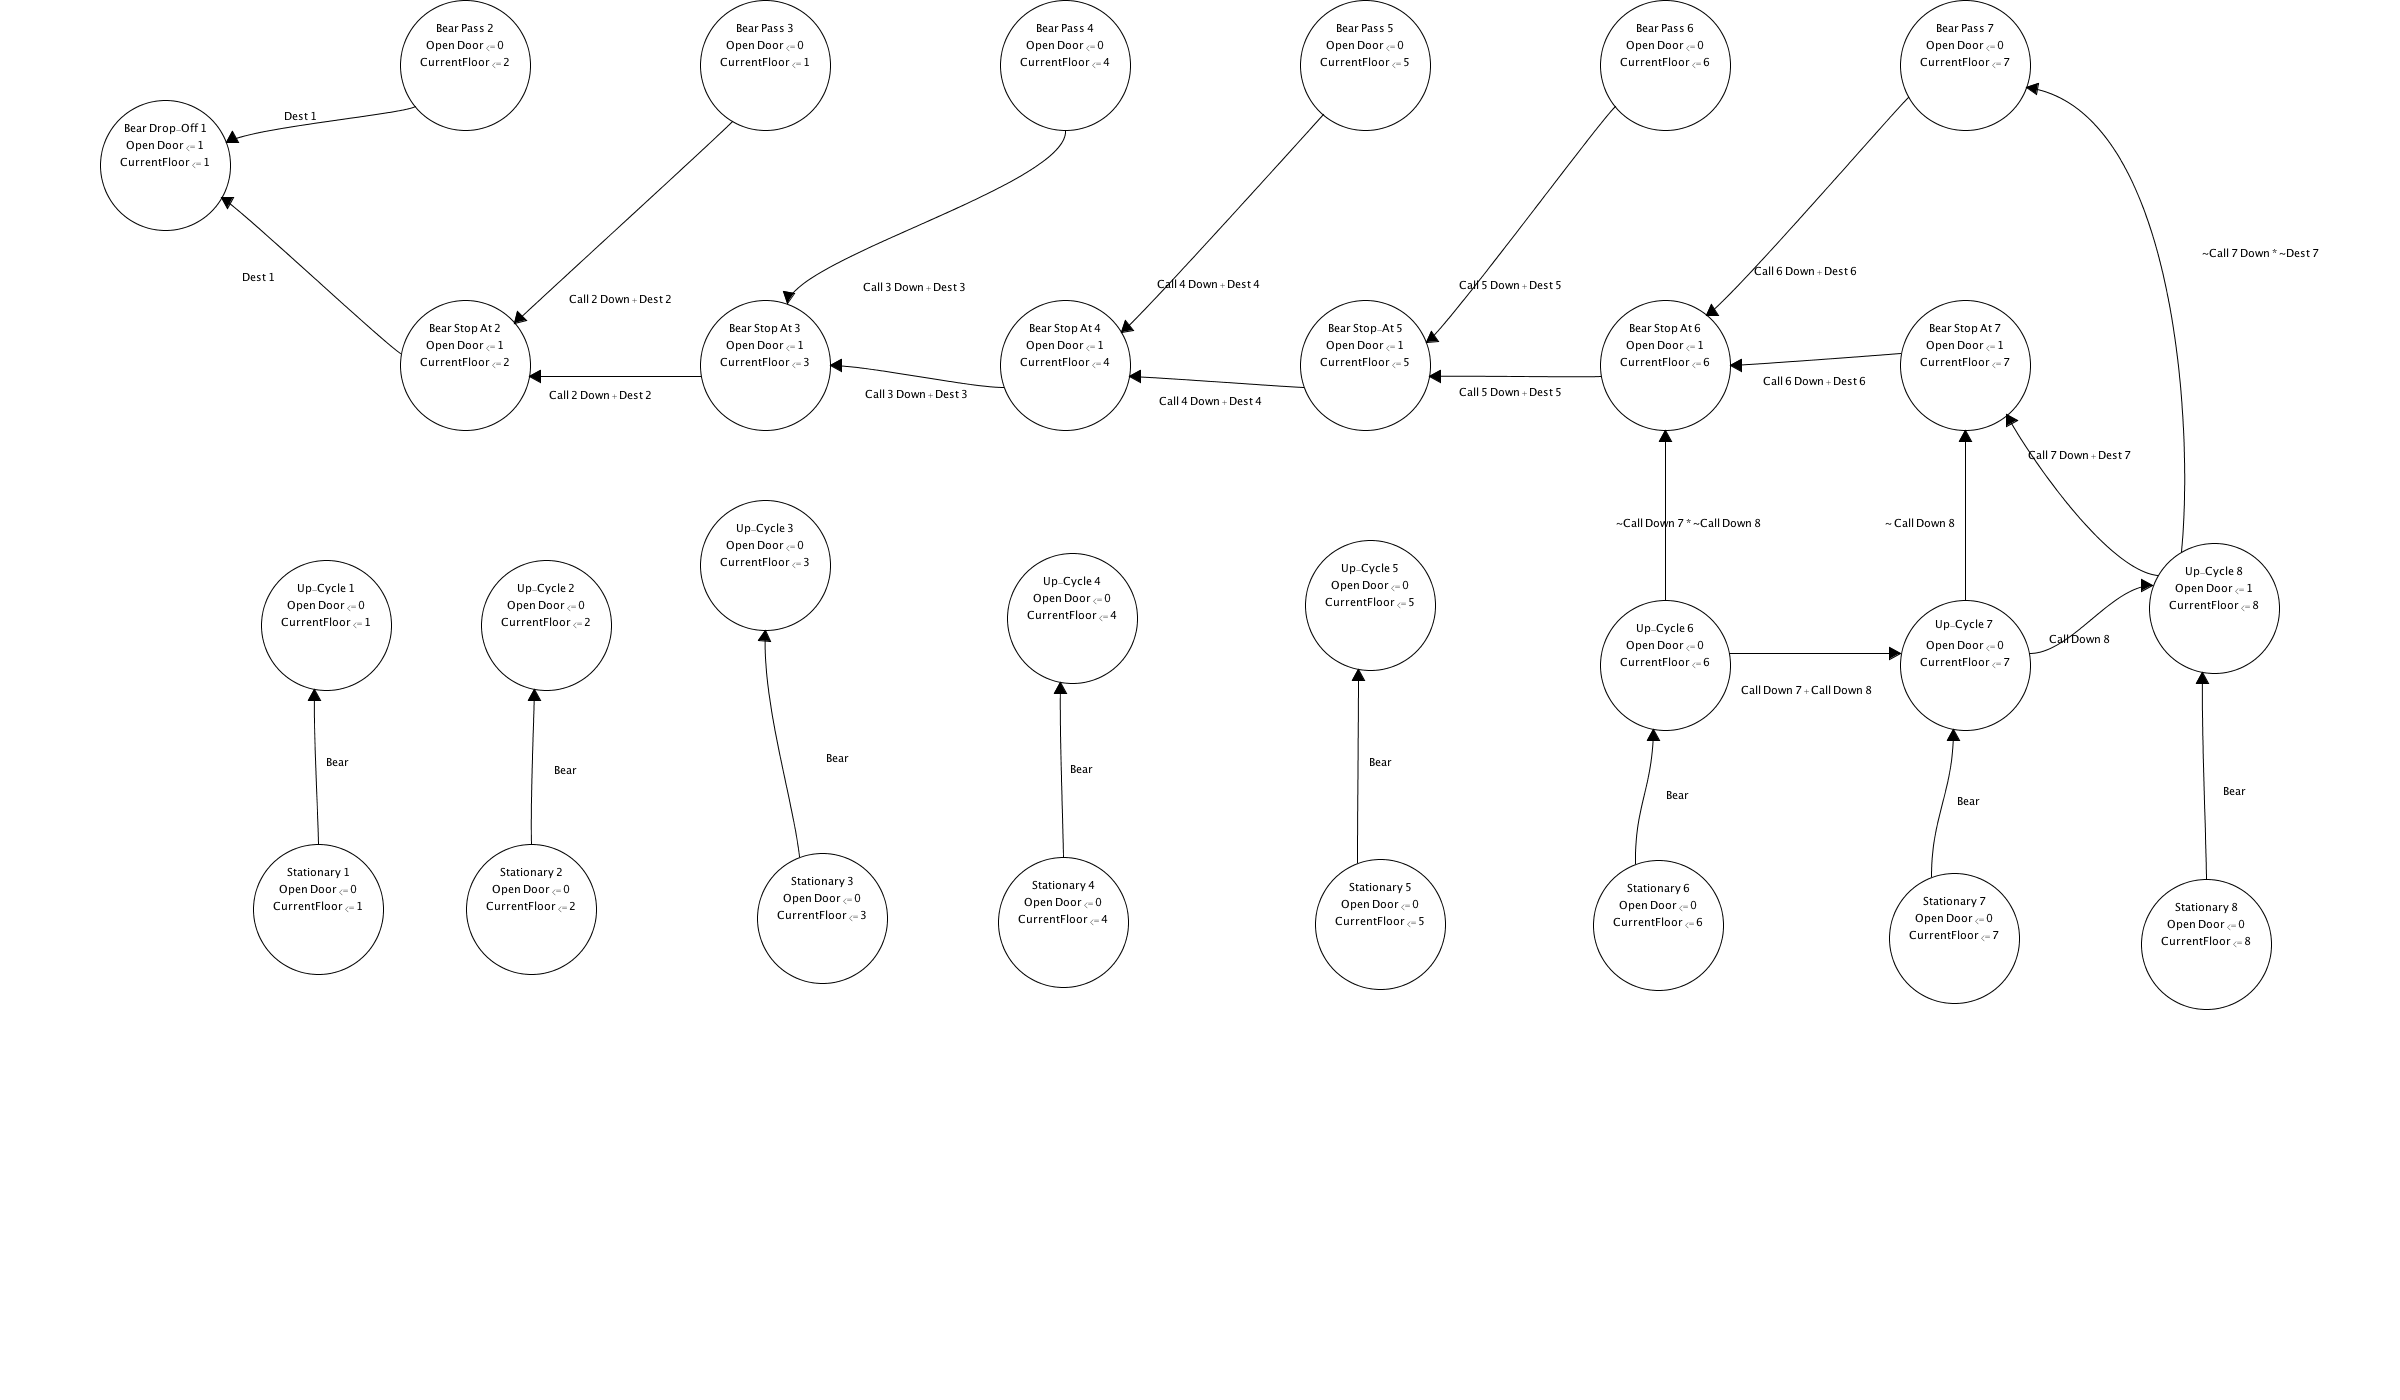 Bear Pass 2
Open Door <= 0
CurrentFloor <= 2
Bear Pass 3
Open Door <= 0
CurrentFloor <= 1
Bear Pass 4
Open Door <= 0
CurrentFloor <= 4
Bear Pass 5
Open Door <= 0
CurrentFloor <= 5
Bear Pass 6
Open Door <= 0
CurrentFloor <= 6
Bear Pass 7
Open Door <= 0
CurrentFloor <= 7
Dest 1
Bear Drop-Off 1
Open Door <= 1
CurrentFloor <= 1
~Call 7 Down * ~Dest 7
Dest 1
Call 2 Down + Dest 2
Call 3 Down + Dest 3
Call 4 Down + Dest 4
Call 5 Down + Dest 5
Call 6 Down + Dest 6
Bear Stop At 2
Open Door <= 1
CurrentFloor <= 2
Bear Stop At 3
Open Door <= 1
CurrentFloor <= 3
Bear Stop At 4
Open Door <= 1
CurrentFloor <= 4
Bear Stop-At 5
Open Door <= 1
CurrentFloor <= 5
Bear Stop At 6
Open Door <= 1
CurrentFloor <= 6
Bear Stop At 7
Open Door <= 1
CurrentFloor <= 7
Call 2 Down + Dest 2
Call 3 Down + Dest 3
Call 4 Down + Dest 4
Call 5 Down + Dest 5
Call 6 Down + Dest 6
Call 7 Down + Dest 7
~Call Down 7 * ~Call Down 8
~ Call Down 8
Up-Cycle 1
Open Door <= 0
CurrentFloor <= 1
Up-Cycle 2
Open Door <= 0
CurrentFloor <= 2
Up-Cycle 3
Open Door <= 0
CurrentFloor <= 3
Up-Cycle 4
Open Door <= 0
CurrentFloor <= 4
Up-Cycle 5
Open Door <= 0
CurrentFloor <= 5
Up-Cycle 6
Open Door <= 0
CurrentFloor <= 6
Up-Cycle 7
Open Door <= 0
CurrentFloor <= 7
Up-Cycle 8
Open Door <= 1
CurrentFloor <= 8
Call Down 8
Call Down 7 + Call Down 8
Bear
Bear
Bear
Bear
Bear
Bear
Bear
Bear
Stationary 1
Open Door <= 0
CurrentFloor <= 1
Stationary 2
Open Door <= 0
CurrentFloor <= 2
Stationary 3
Open Door <= 0
CurrentFloor <= 3
Stationary 4
Open Door <= 0
CurrentFloor <= 4
Stationary 5
Open Door <= 0
CurrentFloor <= 5
Stationary 6
Open Door <= 0
CurrentFloor <= 6
Stationary 7
Open Door <= 0
CurrentFloor <= 7
Stationary 8
Open Door <= 0
CurrentFloor <= 8